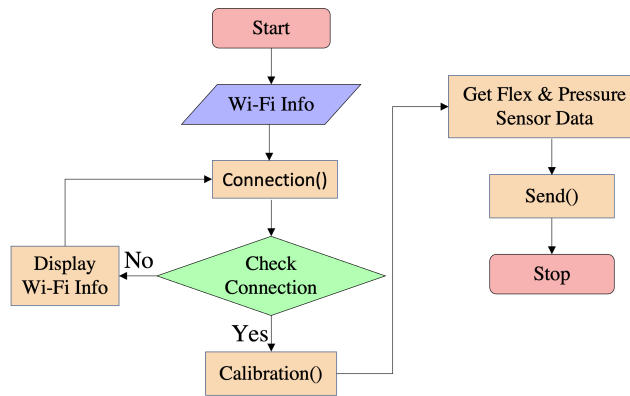 Start
Wi-Fi Info
Connection()
Check
Connection
No
Display
Wi-Fi Info
Yes
Calibration()
Get Flex & Pressure
Sensor Data
Send()
Stop